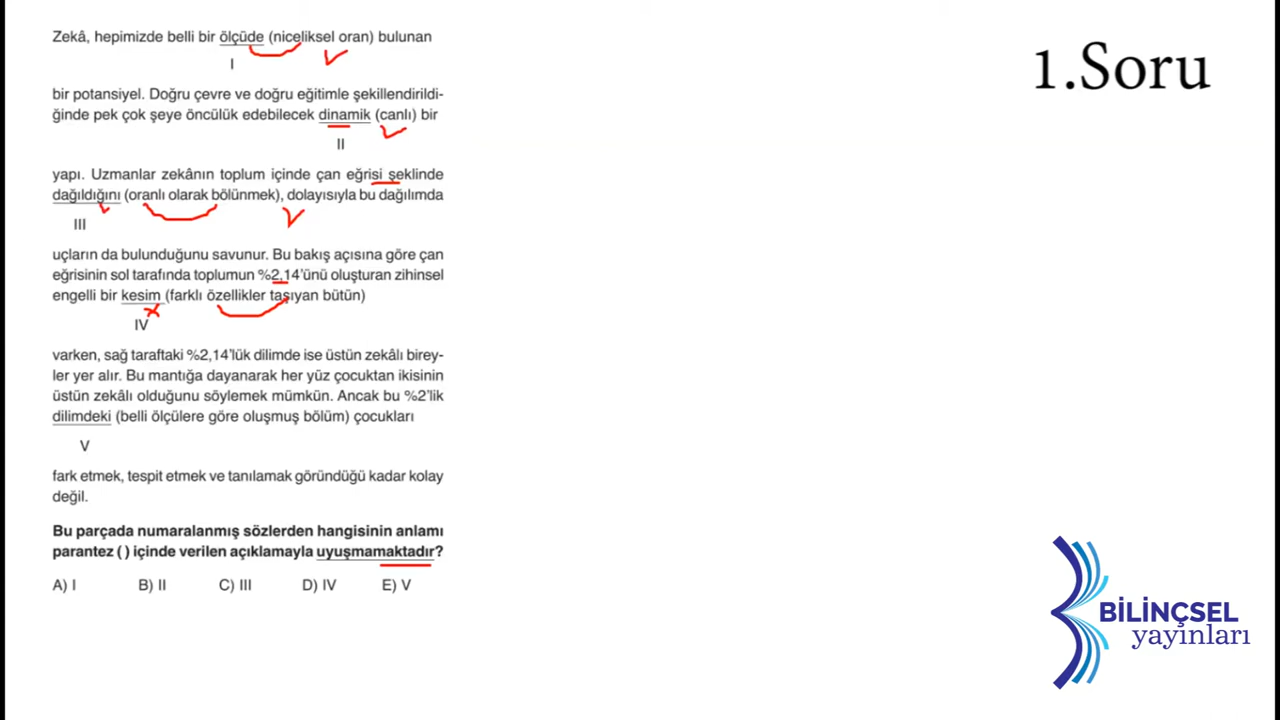 Zekâ, hepimizde belli bir ölçüde (niceliksel oran) bulunan
I
bir potansiyel. Doğru çevre ve doğru eğitimle şekillendirildi-
ğinde pek çok şeye öncülük edebilecek dinamik (canlı) bir
II
yapı. Uzmanlar zekânın toplum içinde çan eğrisi şeklinde
dağıldığını (oranlı olarak bölünmek), dolayısıyla bu dağılımda
III
uçların da bulunduğunu savunur. Bu bakış açısına göre çan
eğrisinin sol tarafında toplumun %2,14'ünü oluşturan zihinsel
engelli bir kesim (farklı özellikler taşıyan bütün)
IV
varken, sağ taraftaki %2,14'lük dilimde ise üstün zekâlı birey-
ler yer alır. Bu mantığa dayanarak her yüz çocuktan ikisinin
üstün zekâlı olduğunu söylemek mümkün. Ancak bu %2'lik
dilimdeki (belli ölçülere göre oluşmuş bölüm) çocukları
V
fark etmek, tespit etmek ve tanılamak göründüğü kadar kolay
değil.
Bu parçada numaralanmış sözlerden hangisinin anlamı
parantez ( ) içinde verilen açıklamayla uyuşmamaktadır?
A) I B) II C) III D) IV E) V
1.Soru
BİLİNÇSEL
yayınları